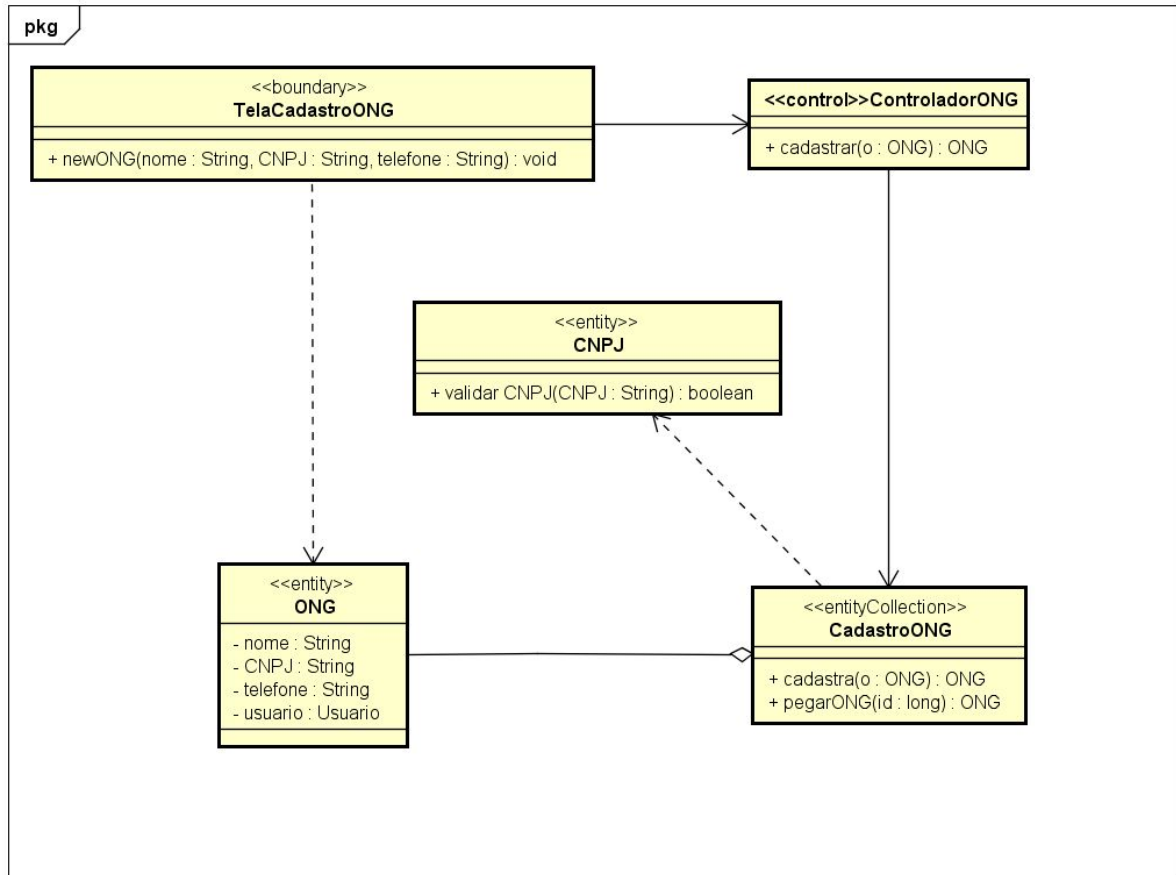 pkg
<<boundary>>
TelaCadastroONG
+ newONG(nome : String, CNPJ : String, telefone : String) : void
<<control>>ControladorONG
+ cadastrar(o : ONG) : ONG
<<entity>>
CNPJ
+ validar CNPJ(CNPJ : String) : boolean
<<entity>>
ONG
- nome : String
- CNPJ : String
- telefone : String
- usuario : Usuario
<<entityCollection>>
CadastroONG
+ cadastra(o : ONG) : ONG
+ pegarONG(id : long) : ONG